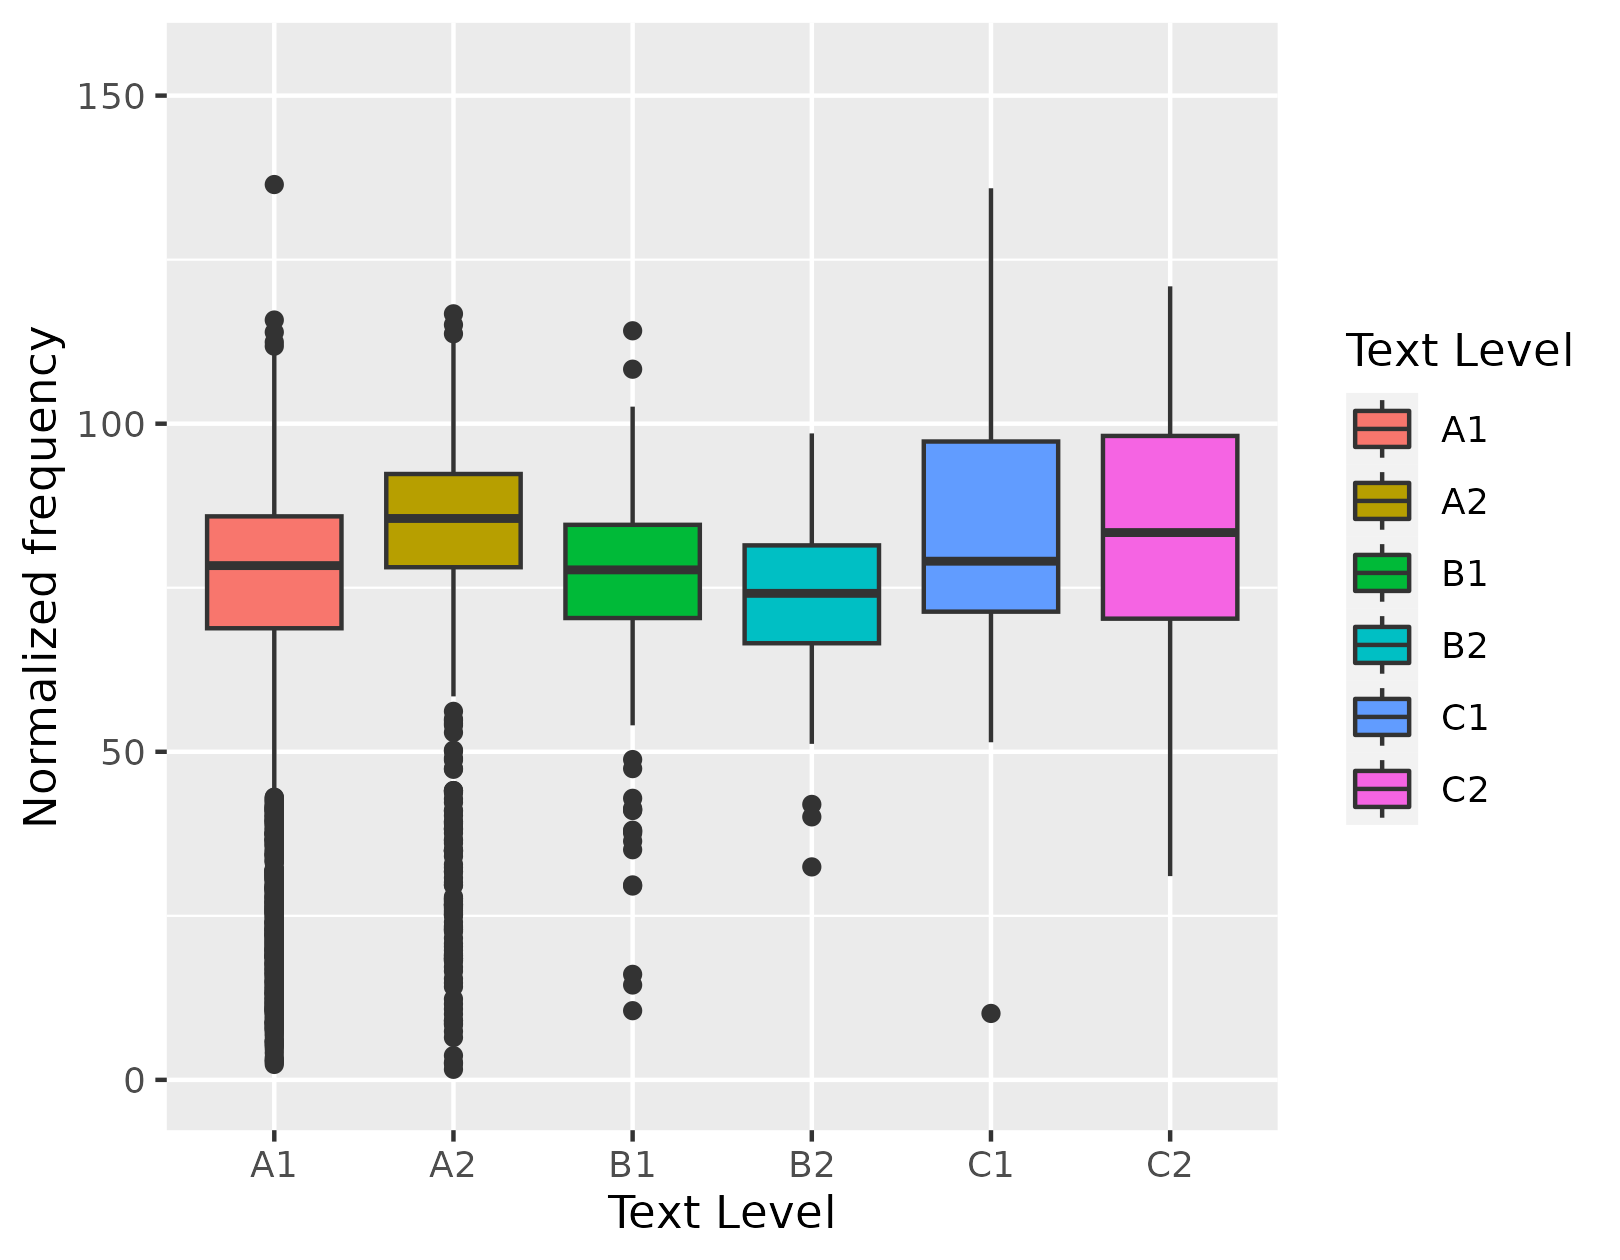 Normalized frequency
150
100
50
0
A1 A2 B1 B2 C1 C2
Text Level
Text Level
A1
A2
B1
B2
C1
C2